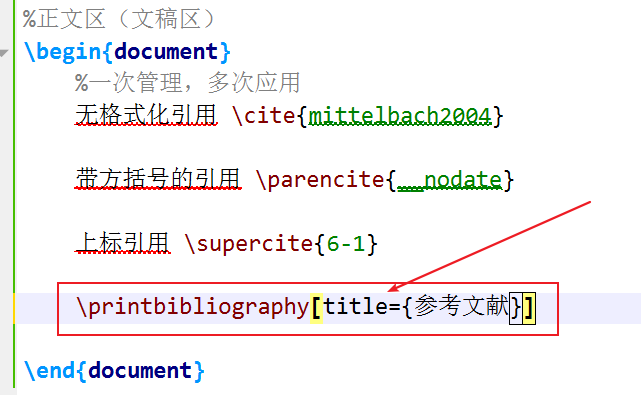 %正文区（文稿区）
\begin{document}
%一次管理，多次应用
无格式化引用 \cite{mittelbach2004}
带方括号的引用 \parencite{__nodate}
上标引用 \supercite{6-1}
\printbibliography[title={参考文献}]
\end{document}